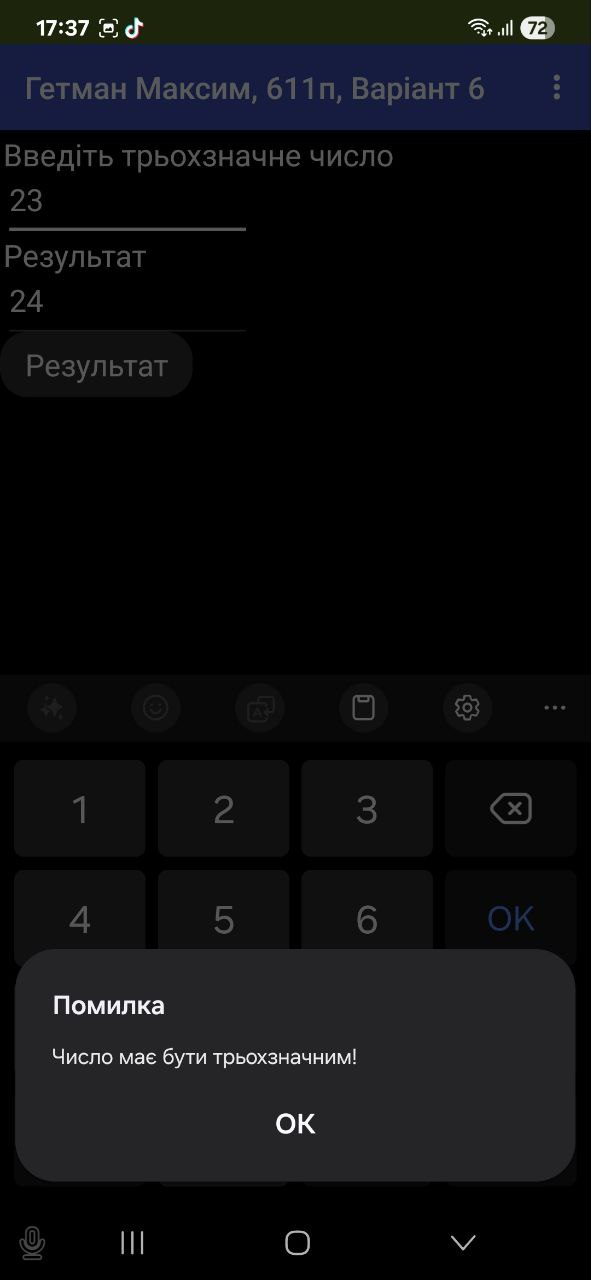 17:37 72
Гетман Максим, 611п, Варіант 6
Введіть трьохзначне число
23
Результат
24
Результат
1 2 3
4 5 6 OK
Помилка
Число має бути трьохзначним!
ОК